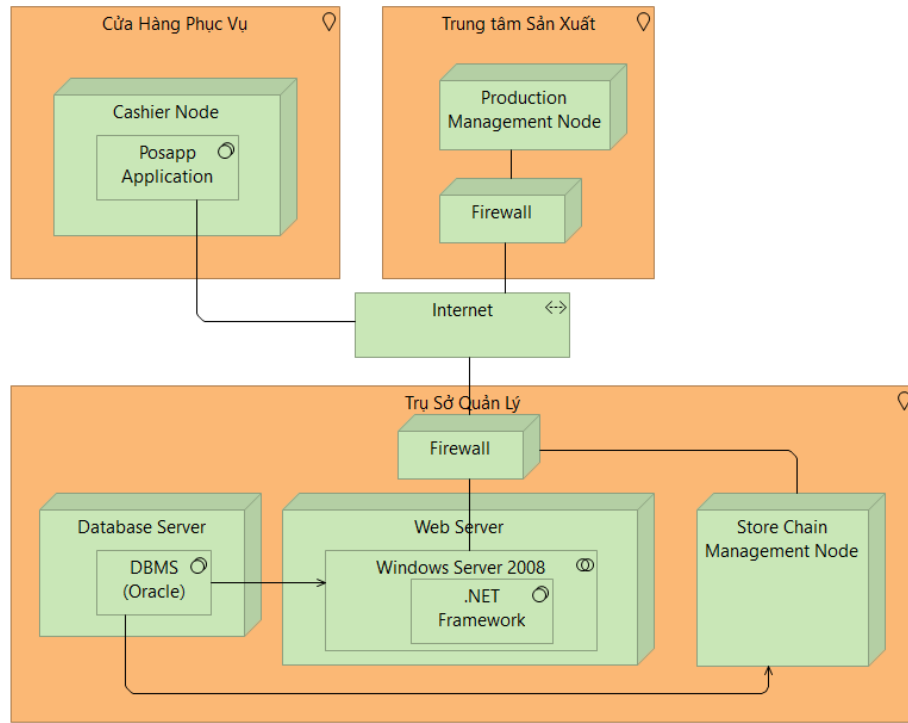 Cửa Hàng Phục Vụ
Cashier Node
Posapp
Application
Trung tâm Sản Xuất
Production
Management Node
Firewall
Internet
Trụ Sở Quản Lý
Firewall
Database Server
DBMS
(Oracle)
Web Server
Windows Server 2008
.NET
Framework
Store Chain
Management Node